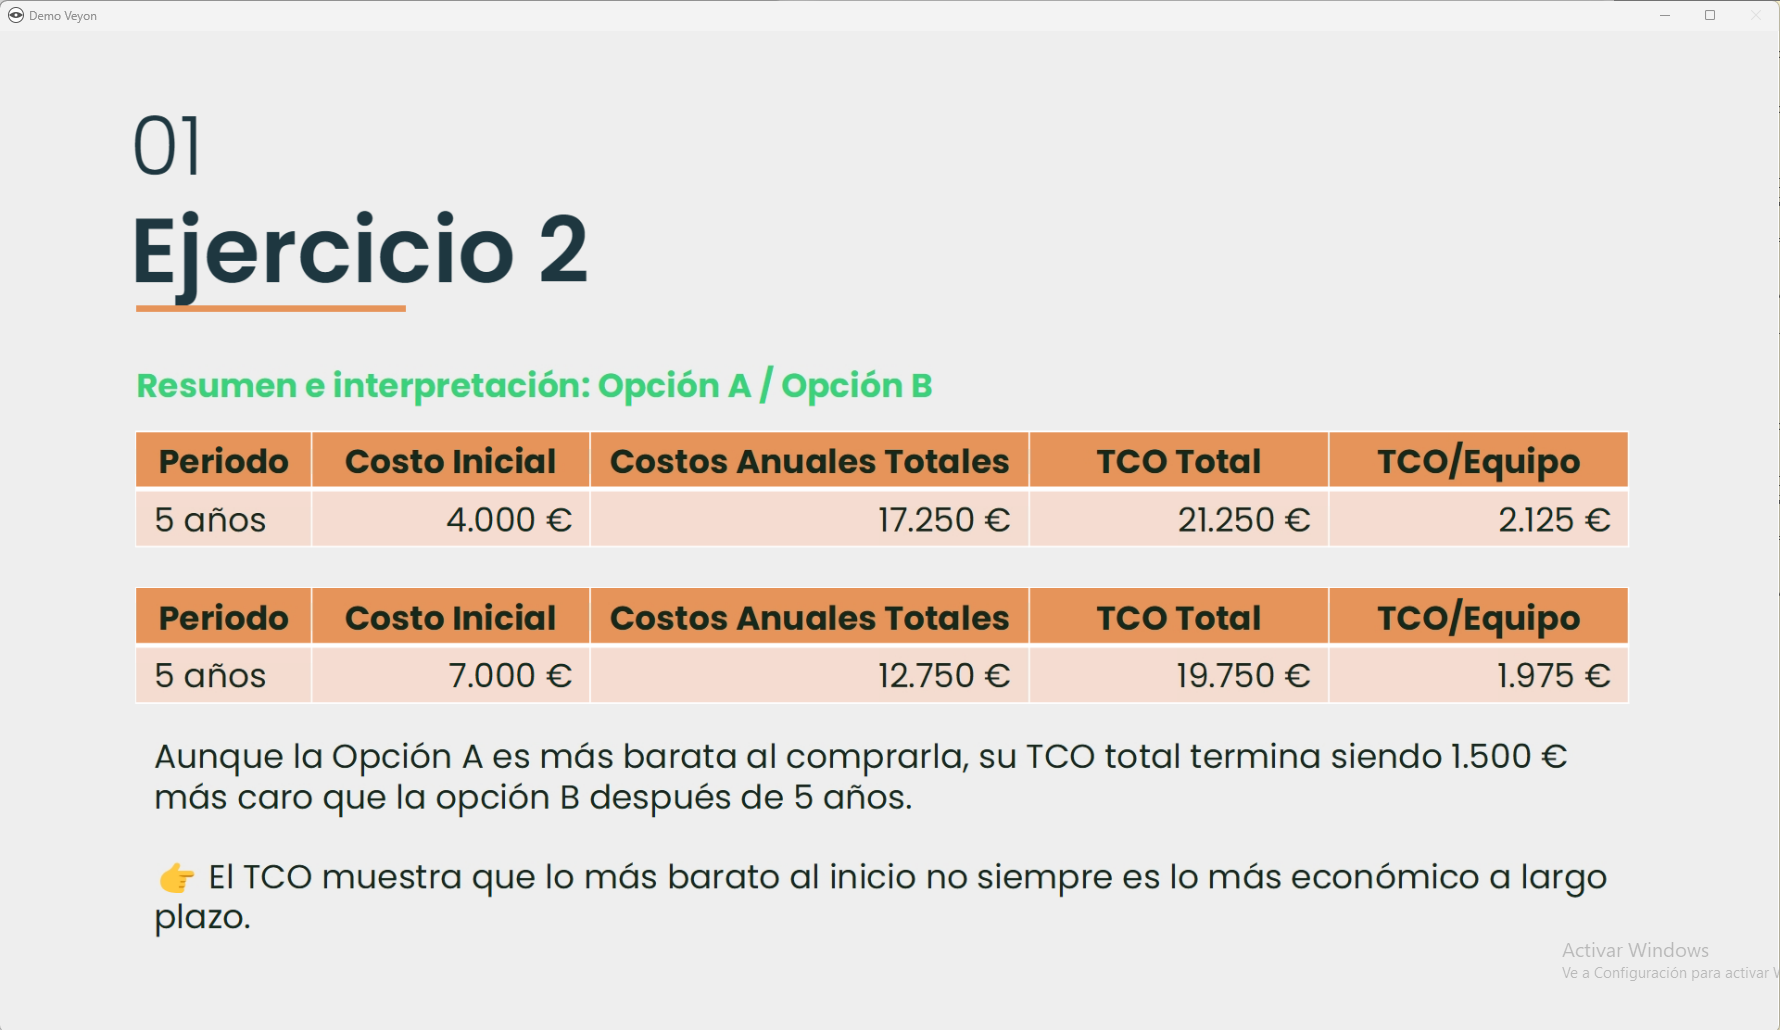 Demo Veyon
01
Ejercicio 2
Resumen e interpretación: Opción A / Opción B
Periodo Costo Inicial Costos Anuales Totales TCO Total TCO/Equipo
5 años 4.000 € 17.250 € 21.250 € 2.125 €
Periodo Costo Inicial Costos Anuales Totales TCO Total TCO/Equipo
5 años 7.000 € 12.750 € 19.750 € 1.975 €
Aunque la Opción A es más barata al comprarla, su TCO total termina siendo 1.500 €
más caro que la opción B después de 5 años.
👉 El TCO muestra que lo más barato al inicio no siempre es lo más económico a largo
plazo.
Activar Windows
Ve a Configuración para activar